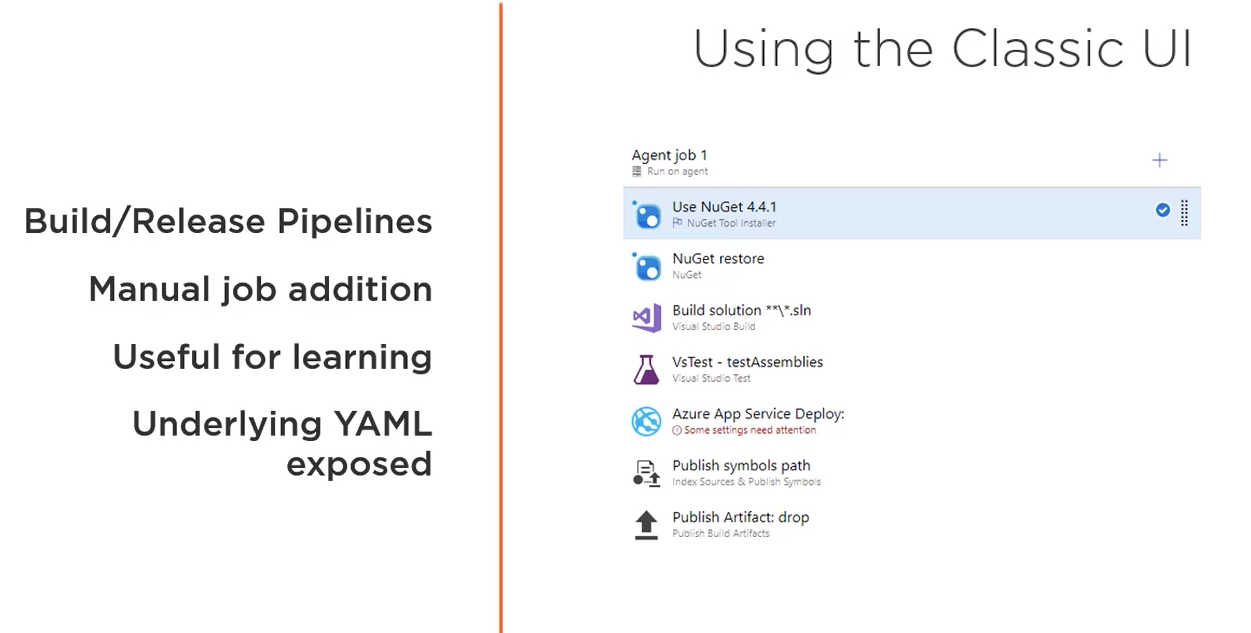 Using the Classic UI
Build/Release Pipelines
Manual job addition
Useful for learning
Underlying YAML
exposed
Agent job 1
Run on agent
Use NuGet 4.4.1
NuGet Tool Installer
NuGet restore
NuGet
Build solution **\*.sln
Visual Studio Build
VsTest - testAssemblies
Visual Studio Test
Azure App Service Deploy:
Some settings need attention
Publish symbols path
Index Sources & Publish Symbols
Publish Artifact: drop
Publish Build Artifacts